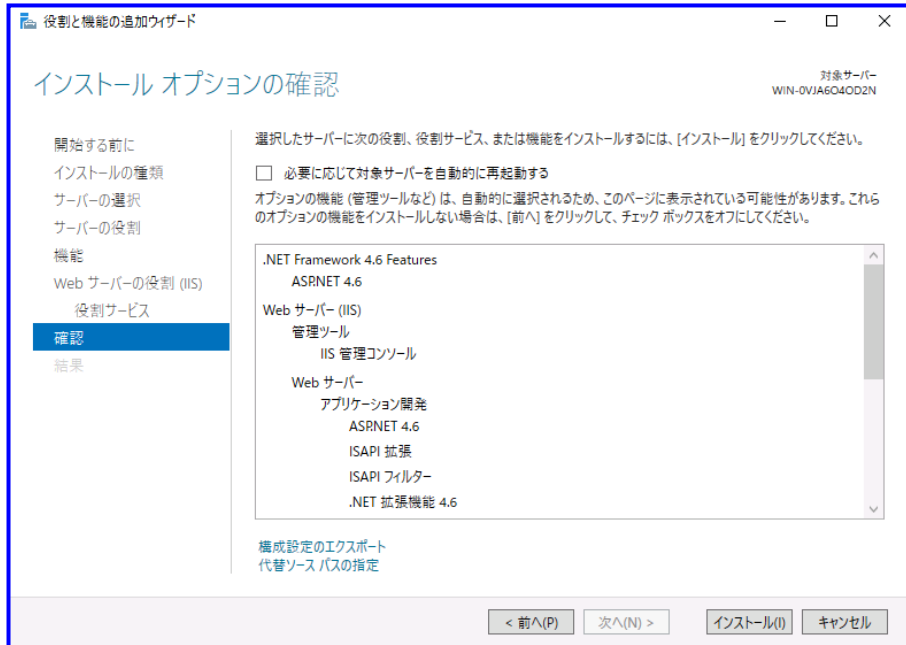 役割と機能の追加ウィザード
インストール オプションの確認
対象サーバー
WIN-0VJA6O4OD2N
開始する前に
インストールの種類
サーバーの選択
サーバーの役割
機能
Web サーバーの役割 (IIS)
役割サービス
確認
結果
選択したサーバーに次の役割、役割サービス、または機能をインストールするには、[インストール] をクリックしてください。
必要に応じて対象サーバーを自動的に再起動する
オプションの機能 (管理ツールなど) は、自動的に選択されるため、このページに表示されている可能性があります。これら
のオプションの機能をインストールしない場合は、[前へ] をクリックして、チェック ボックスをオフにしてください。
.NET Framework 4.6 Features
ASP.NET 4.6
Web サーバー (IIS)
管理ツール
IIS 管理コンソール
Web サーバー
アプリケーション開発
ASP.NET 4.6
ISAPI 拡張
ISAPI フィルター
.NET 拡張機能 4.6
構成設定のエクスポート
代替ソース パスの指定
< 前へ(P)
次へ(N) >
インストール(I)
キャンセル